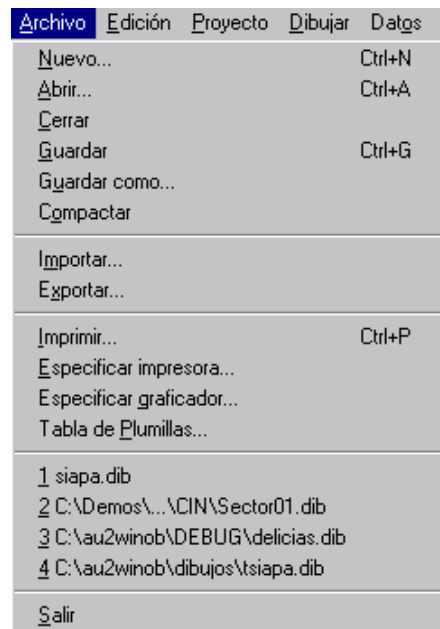 Archivo Edición Proyecto Dibujar Datos
Nuevo... Ctrl+N
Abrir... Ctrl+A
Cerrar
Guardar Ctrl+G
Guardar como...
Compactar
Importar...
Exportar...
Imprimir... Ctrl+P
Especificar impresora...
Especificar graficador...
Tabla de Plumillas...
1 siapa.dib
2 C:\Demos\...\CIN\Sector01.dib
3 C:\au2winob\DEBUG\delicias.dib
4 C:\au2winob\dibujos\tsiapa.dib
Salir